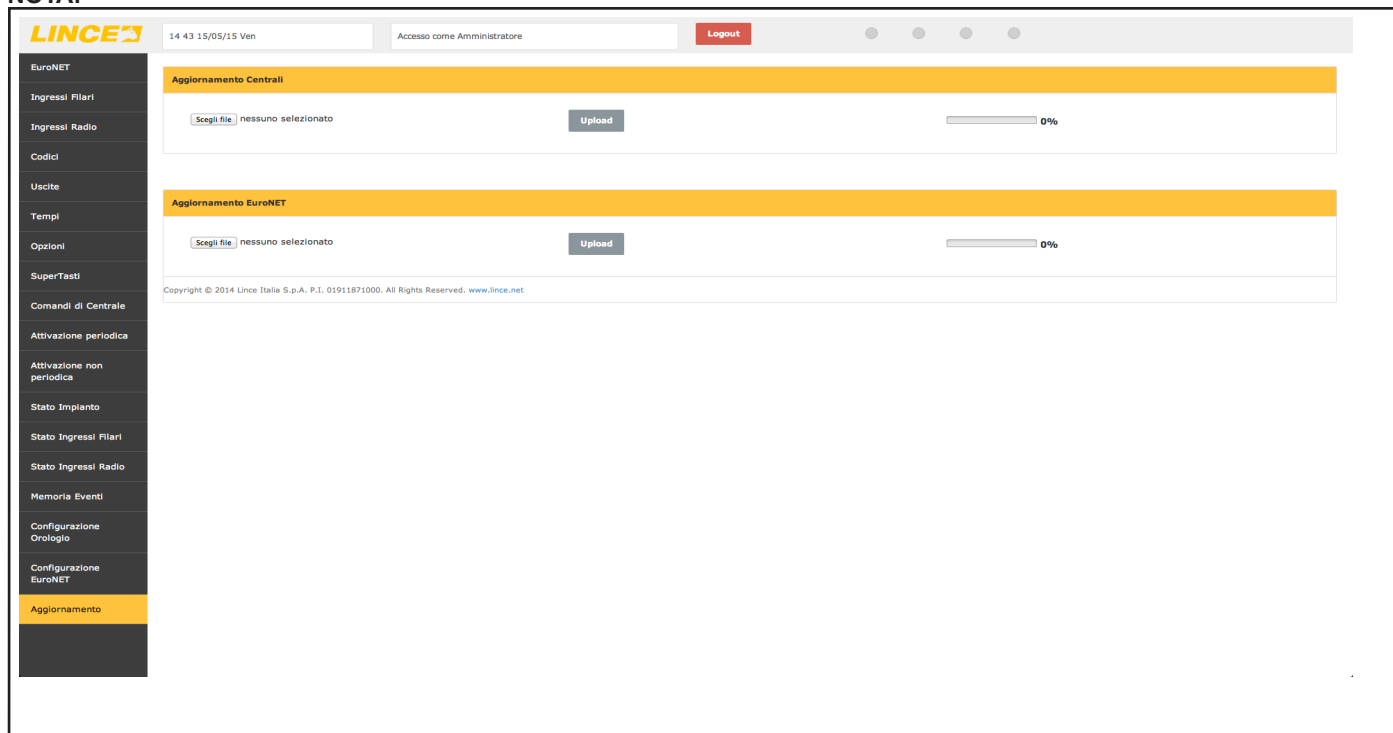 NOTA:
LINCE
14 43 15/05/15 Ven
Accesso come Amministratore
Logout
EuroNET
Ingressi Filari
Ingressi Radio
Codici
Uscite
Tempi
Opzioni
SuperTasti
Comandi di Centrale
Attivazione periodica
Attivazione non
periodica
Stato Impianto
Stato Ingressi Filari
Stato Ingressi Radio
Memoria Eventi
Configurazione
Orologio
Configurazione
EuroNET
Aggiornamento
Aggiornamento Centrali
Scegli file nessuno selezionato
Upload
0%
Aggiornamento EuroNET
Scegli file nessuno selezionato
Upload
0%
Copyright © 2014 Lince Italia S.p.A. P.I. 01911871000. All Rights Reserved. www.lince.net